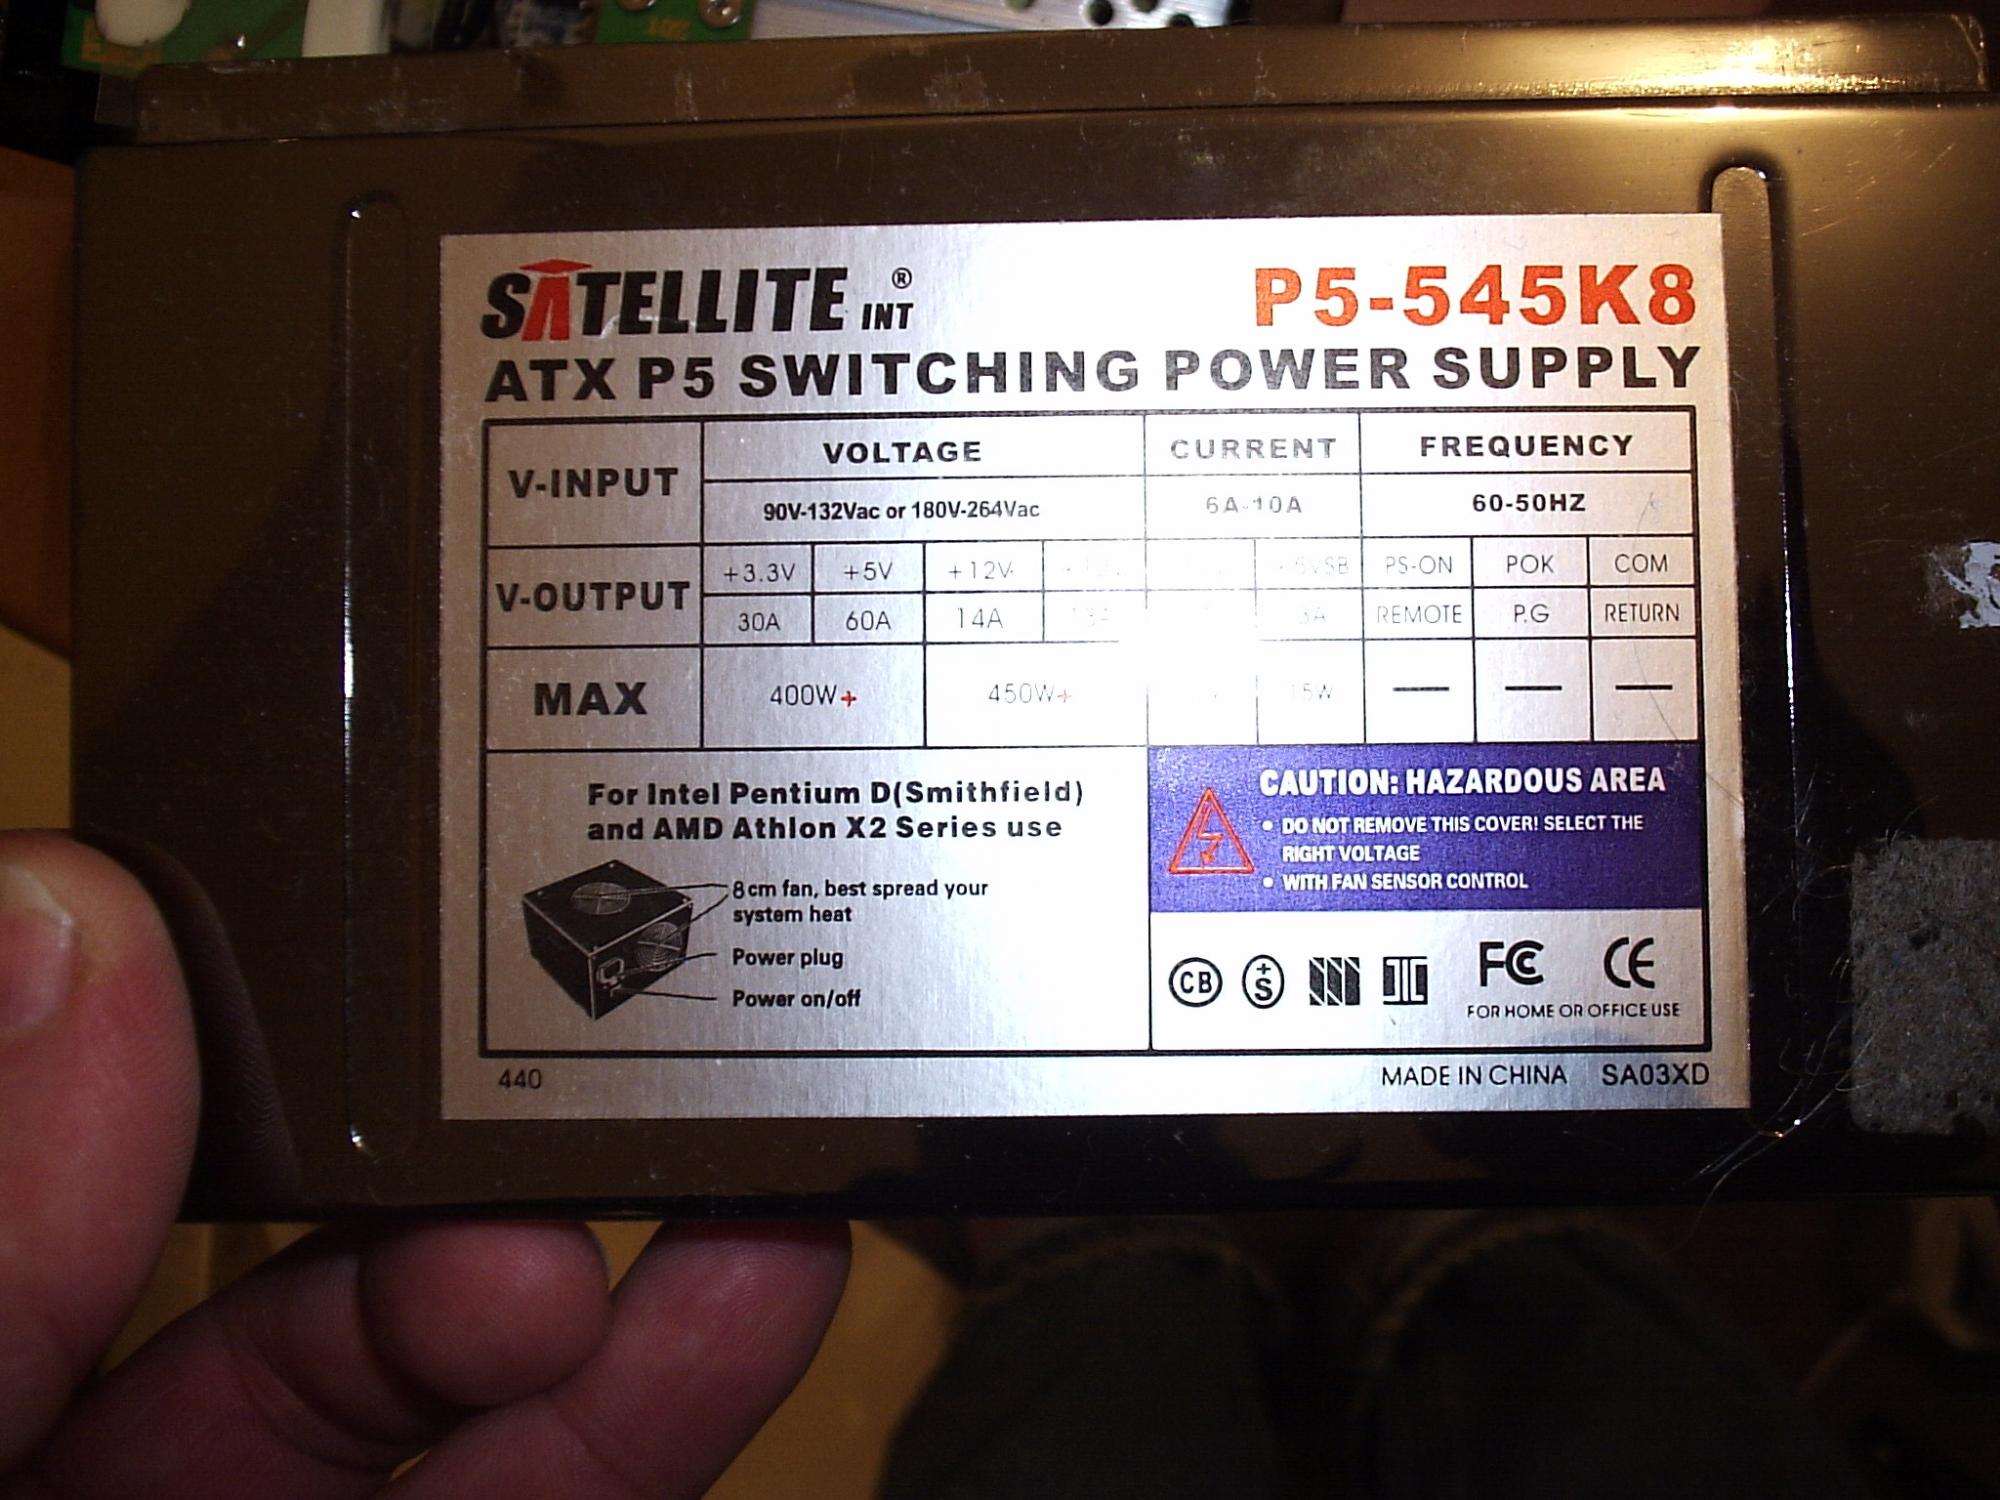 SATELLITE INT ®
P5-545K8
ATX P5 SWITCHING POWER SUPPLY
V-INPUT VOLTAGE CURRENT FREQUENCY
90V-132Vac or 180V-264Vac 6A-10A 60-50HZ
V-OUTPUT +3.3V +5V +12V PS-ON POK COM
30A 60A 14A REMOTE P.G RETURN
MAX 400W+ 450W+
For Intel Pentium D(Smithfield)
and AMD Athlon X2 Series use
8cm fan, best spread your
system heat
Power plug
Power on/off
CAUTION: HAZARDOUS AREA
• DO NOT REMOVE THIS COVER! SELECT THE
RIGHT VOLTAGE
• WITH FAN SENSOR CONTROL
CB +S FC CE
FOR HOME OR OFFICE USE
440 MADE IN CHINA SA03XD